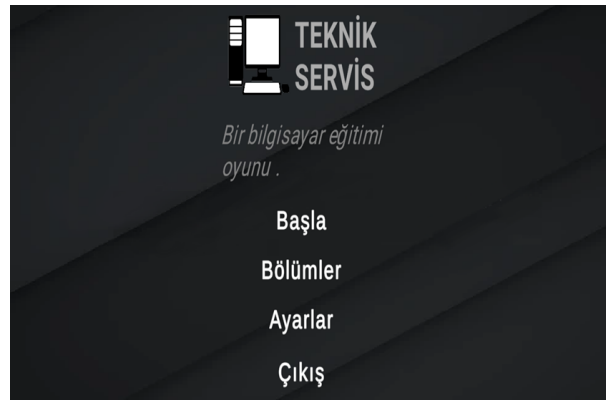 TEKNİK
SERVİS
Bir bilgisayar eğitimi
oyunu .
Başla
Bölümler
Ayarlar
Çıkış